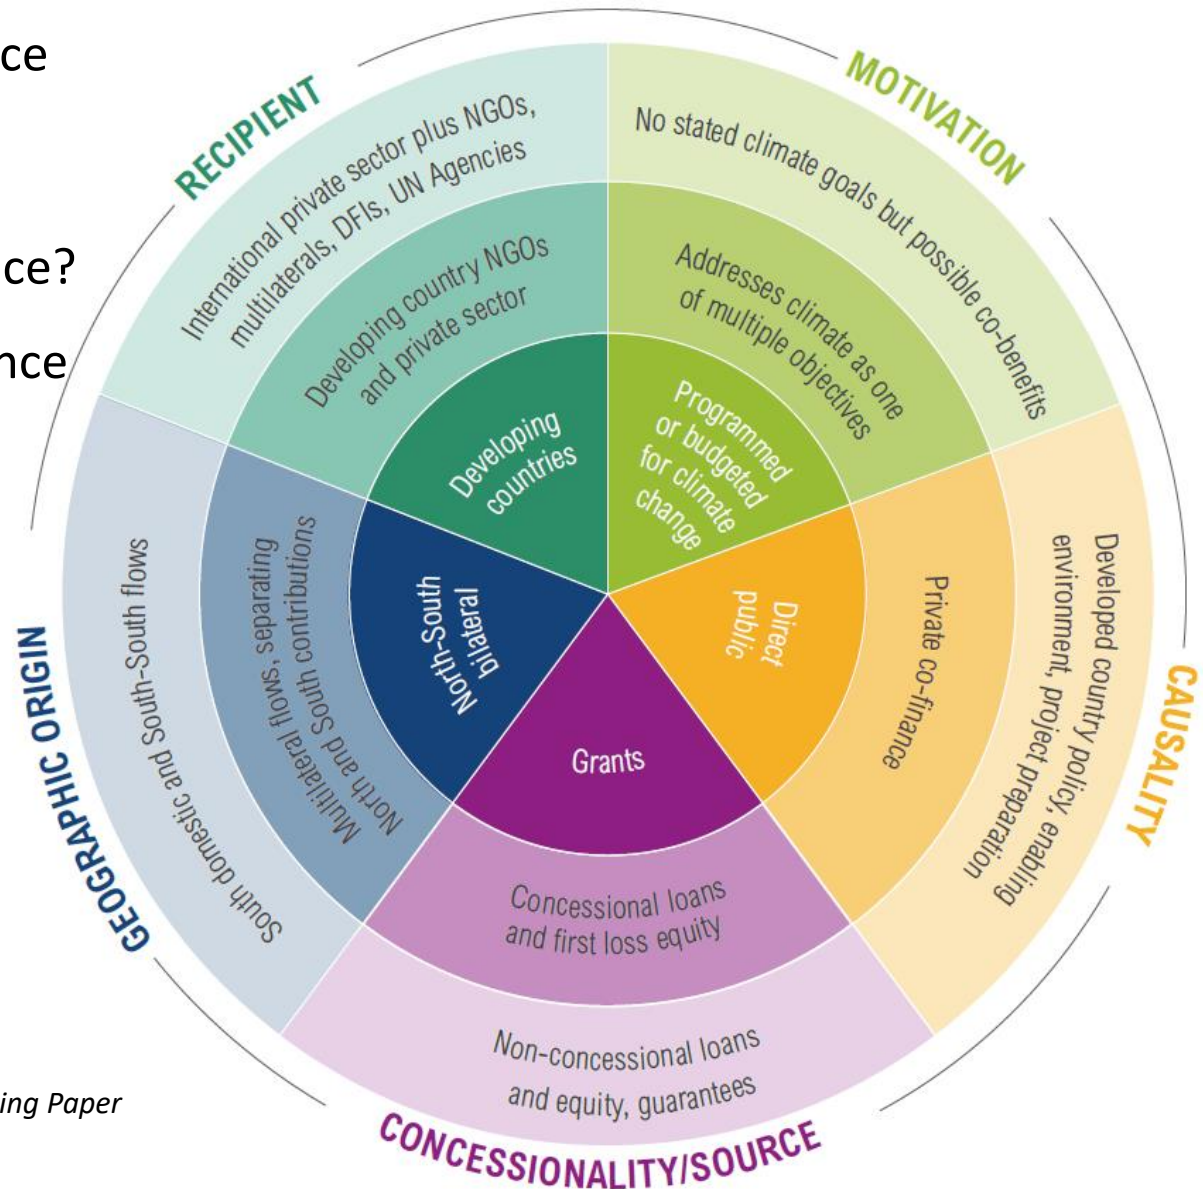 ce
ce?
nce
ing Paper
RECIPIENT
International private sector plus NGOs,
multilaterals, DFIs, UN Agencies
Developing country NGOs
and private sector
Developing
countries
MOTIVATION
No stated climate goals but possible co-benefits
Addresses climate as one
of multiple objectives
Programmed
or budgeted
for climate
change
CAUSALITY
Developed country policy, enabling
environment, project preparation
Private co-finance
Direct
public
CONCESSIONALITY/SOURCE
Grants
Concessional loans
and first loss equity
Non-concessional loans
and equity, guarantees
GEOGRAPHIC ORIGIN
South domestic and South-South flows
Multilateral flows, separating
North and South contributions
North-South
bilateral